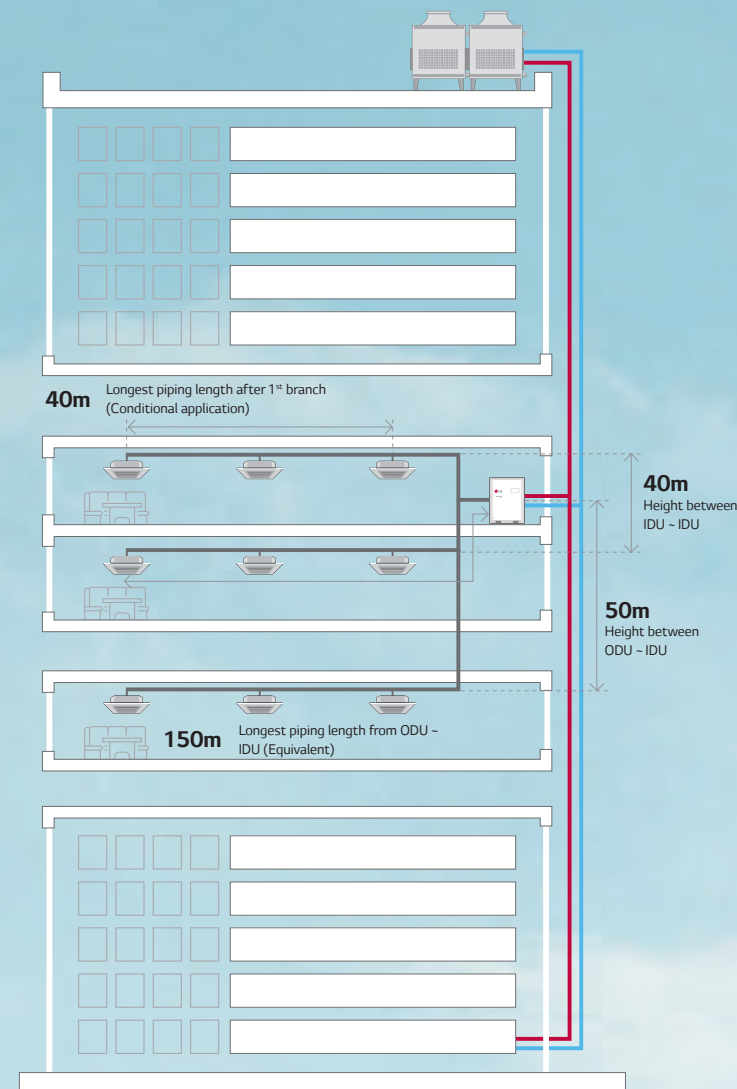 40m
Longest piping length after 1st branch
(Conditional application)
40m
Height between
IDU ~ IDU
50m
Height between
ODU ~ IDU
150m
Longest piping length from ODU ~
IDU (Equivalent)